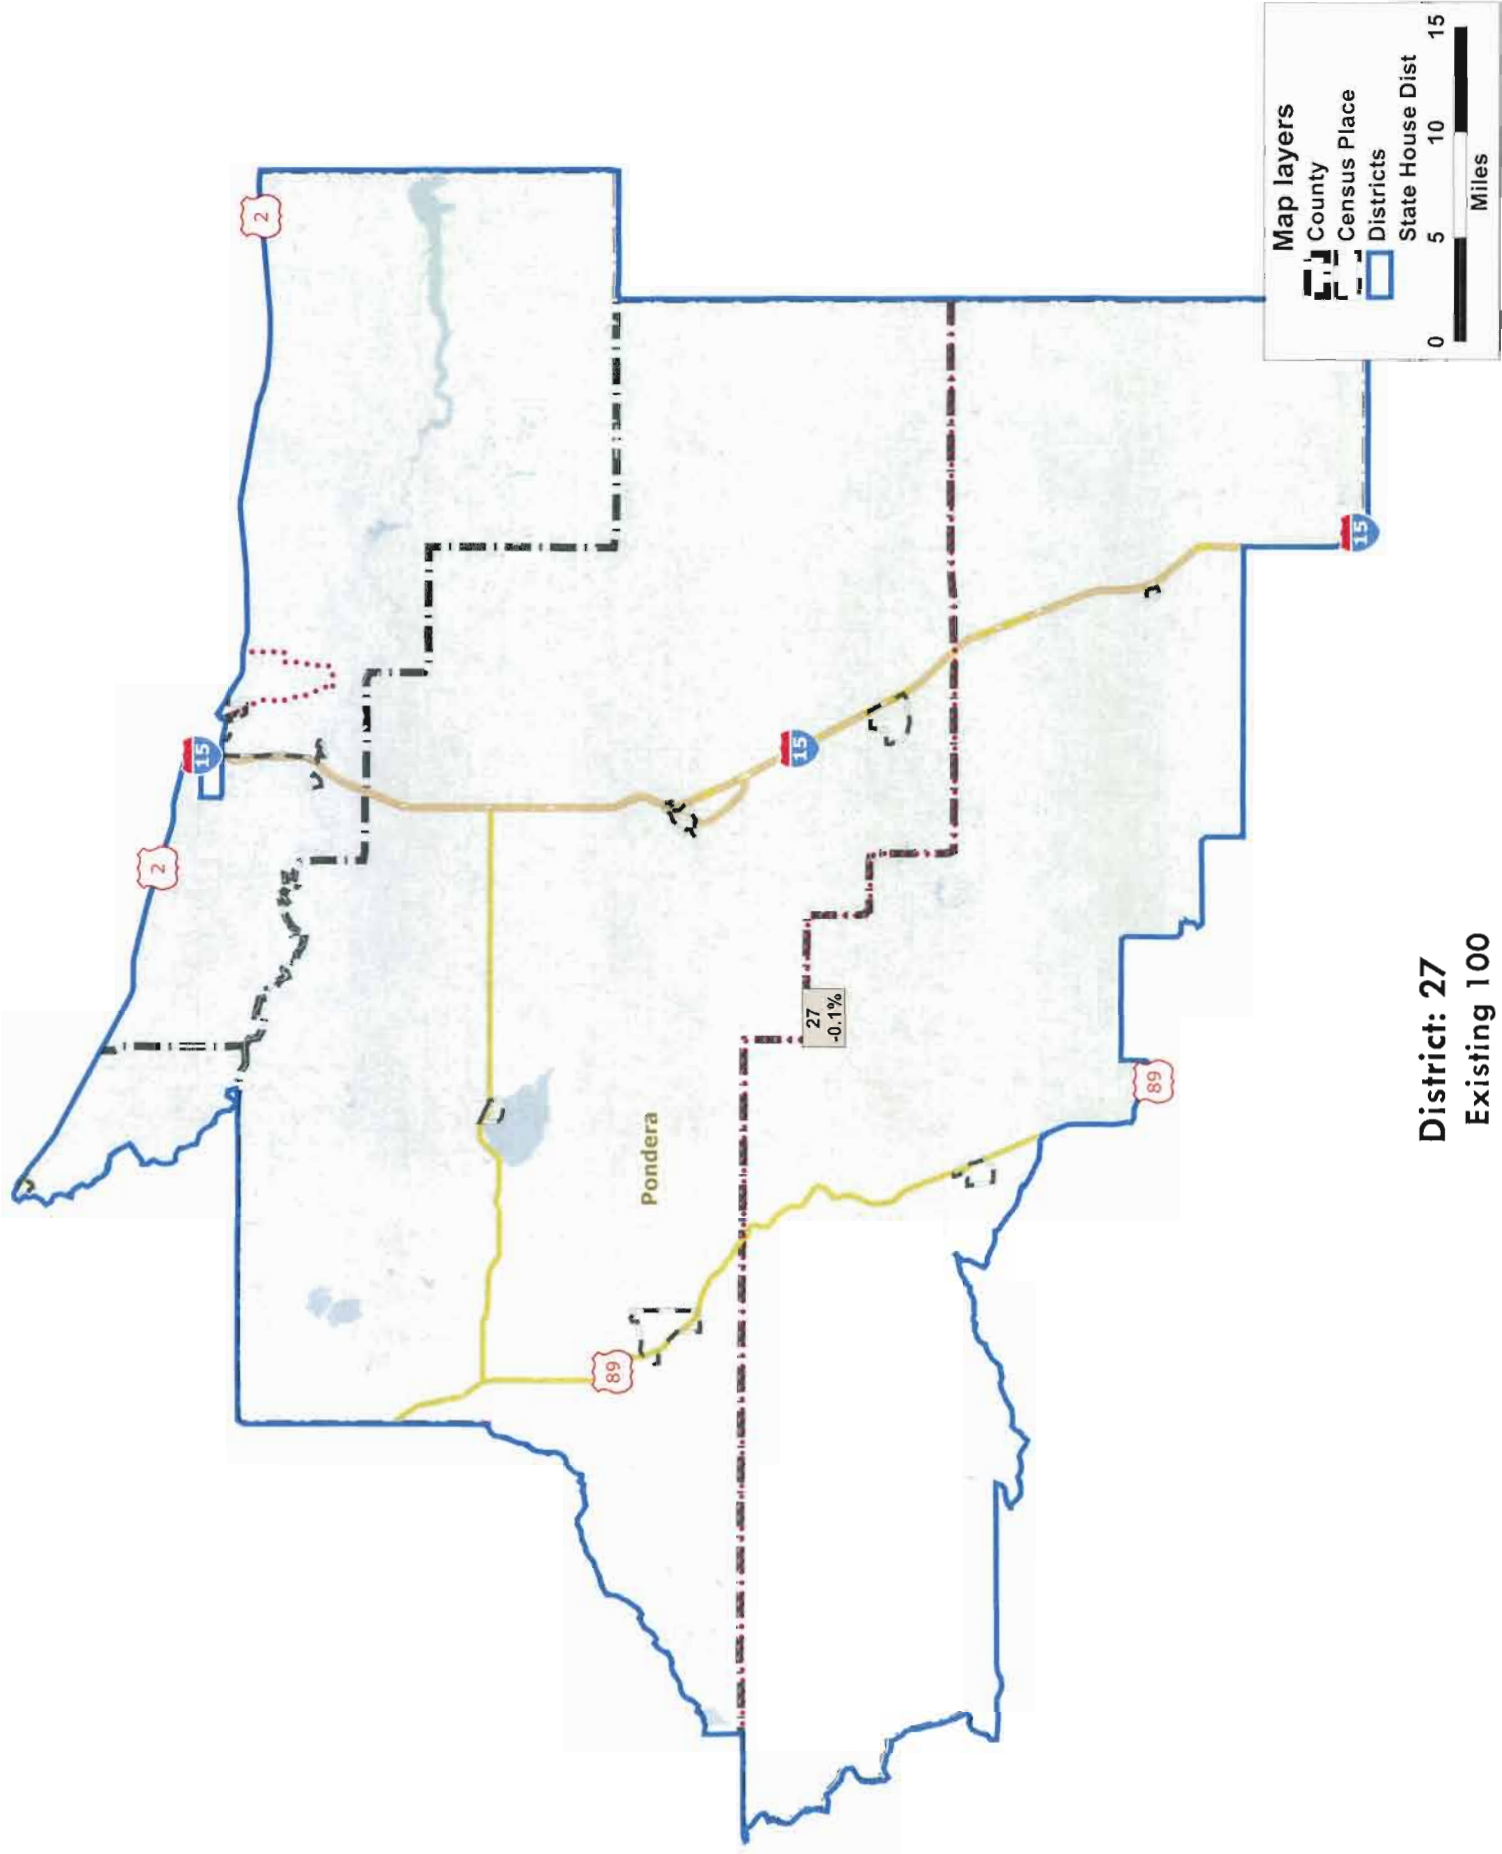 2
15
2
Pondera
89
27
-0.1%
15
89
15
Map layers
County
Census Place
Districts
State House Dist
0 5 10 15
Miles
District: 27
Existing 100